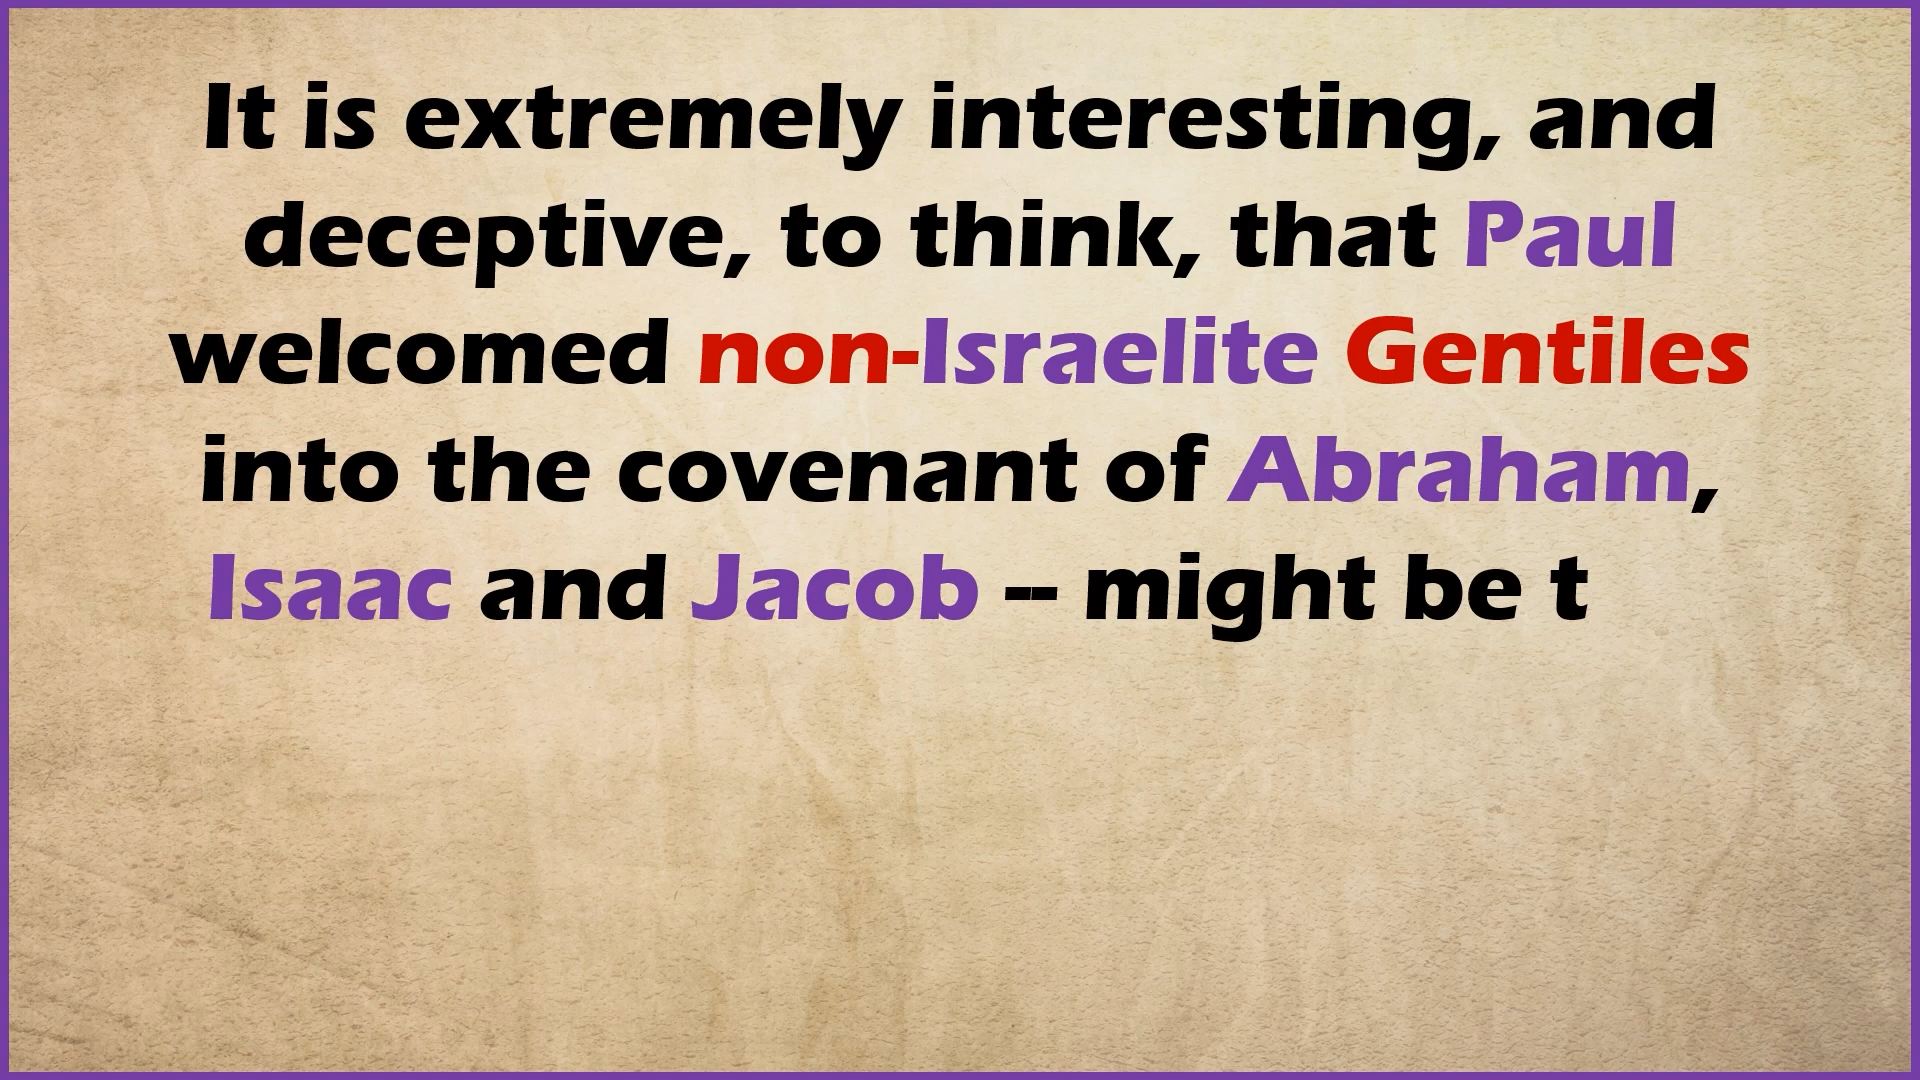 It is extremely interesting, and
deceptive, to think, that Paul
welcomed non-Israelite Gentiles
into the covenant of Abraham,
Isaac and Jacob -- might be t